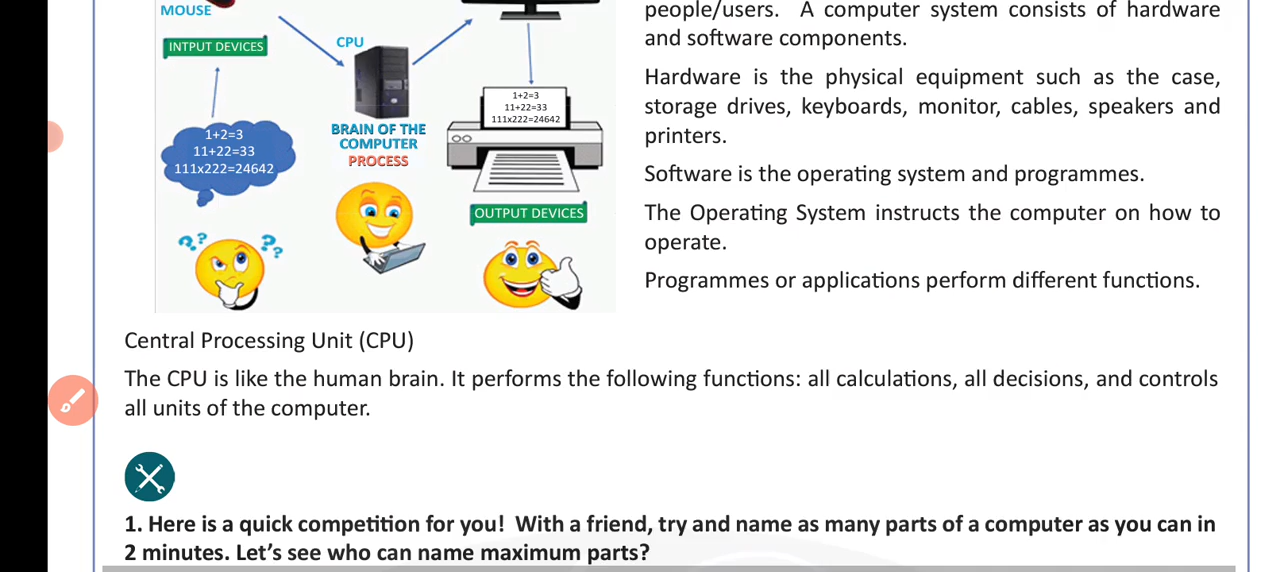 MOUSE
INTPUT DEVICES
CPU
1+2=3
11+22=33
111x222=24642
BRAIN OF THE
COMPUTER
PROCESS
1+2=3
11+22=33
111x222=24642
OUTPUT DEVICES
??
??
people/users. A computer system consists of hardware
and software components.
Hardware is the physical equipment such as the case,
storage drives, keyboards, monitor, cables, speakers and
printers.
Software is the operating system and programmes.
The Operating System instructs the computer on how to
operate.
Programmes or applications perform different functions.
Central Processing Unit (CPU)
The CPU is like the human brain. It performs the following functions: all calculations, all decisions, and controls
all units of the computer.
1. Here is a quick competition for you! With a friend, try and name as many parts of a computer as you can in
2 minutes. Let's see who can name maximum parts?